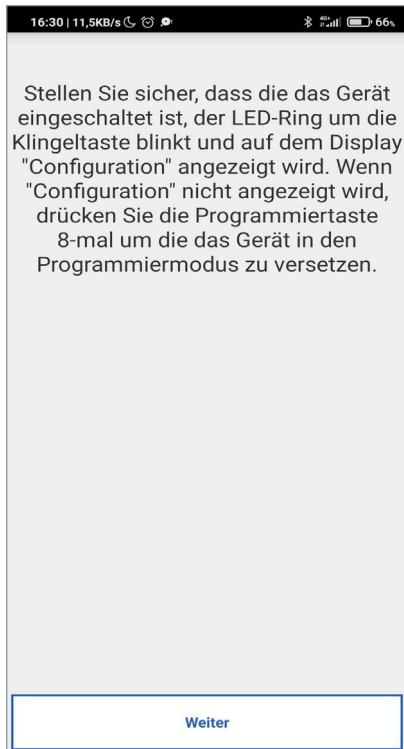 16:30 | 11,5KB/s 4G+ 66%
Stellen Sie sicher, dass die das Gerät
eingeschaltet ist, der LED-Ring um die
Klingeltaste blinkt und auf dem Display
"Configuration" angezeigt wird. Wenn
"Configuration" nicht angezeigt wird,
drücken Sie die Programmiertaste
8-mal um die das Gerät in den
Programmiermodus zu versetzen.
Weiter